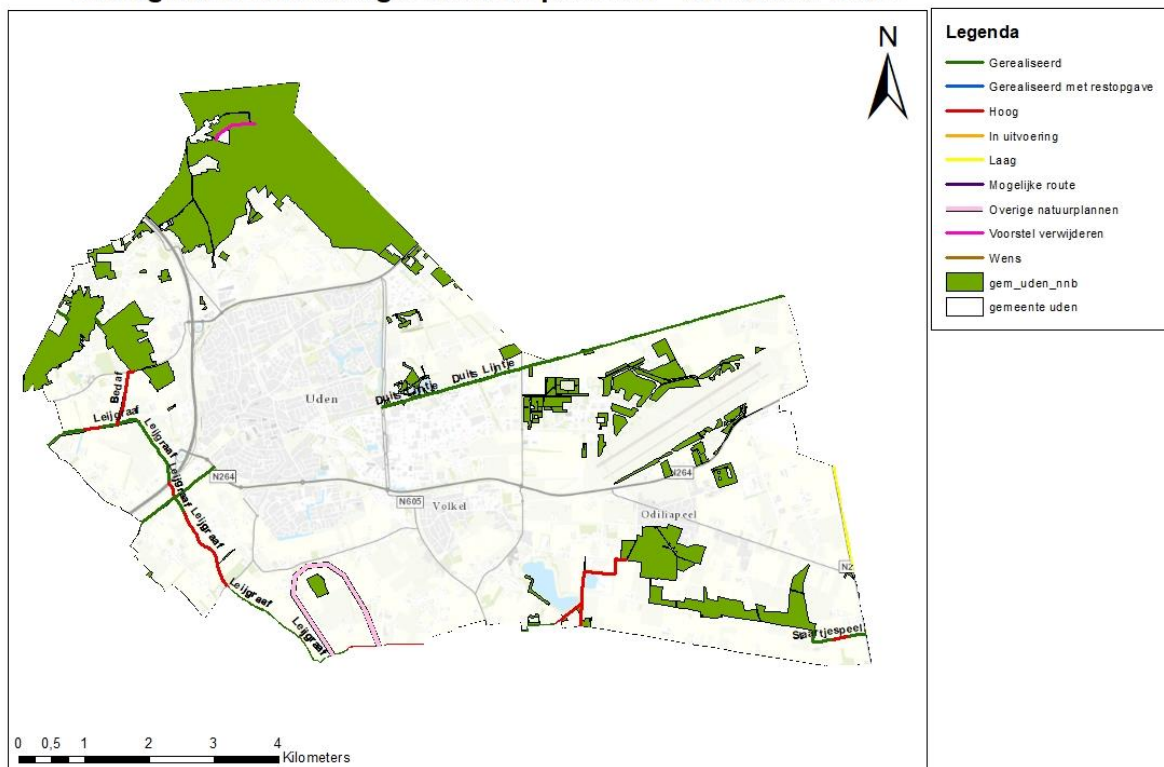 N
Legenda
Gerealiseerd
Gerealiseerd met restopgave
Hoog
In uitvoering
Laag
Mogelijke route
Overige natuurplannen
Voorstel verwijderen
Wens
gem_uden_nnb
gemeente uden
Bedaf
Leijgraaf
Leijgraaf
Leijgraaf
Leijgraaf
Leijgraaf
Leijgraaf
Duits Lijntje
Duits Lijntje
Uden
N264
N605
Volkel
N264
Odiliapeel
N2
Spartjespeel
0 0,5 1 2 3 4
Kilometers